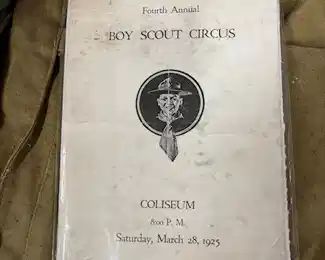 Fourth Annual
BOY SCOUT CIRCUS
COLISEUM
8:00 P. M.
Saturday, March 28, 1925